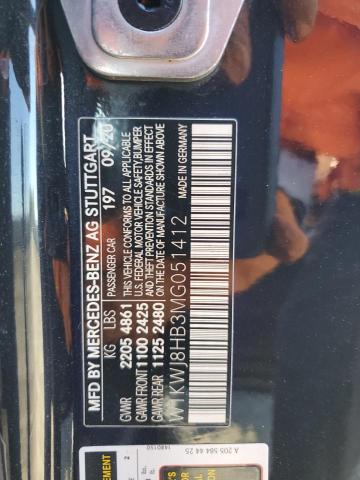 MFD BY MERCEDES-BENZ AG STUTTGART
KG LBS PASSENGER CAR 197 09/20
GVWR 2205 4861 THIS VEHICLE CONFORMS TO ALL APPLICABLE
GAWR FRONT 1100 2425 U.S. FEDERAL MOTOR VEHICLE SAFETY, BUMPER
GAWR REAR 1125 2480 AND THEFT PREVENTION STANDARDS IN EFFECT
ON THE DATE OF MANUFACTURE SHOWN ABOVE
W1KWJ8HB3MG051412
MADE IN GERMANY
A 205 584 44 25
1480150